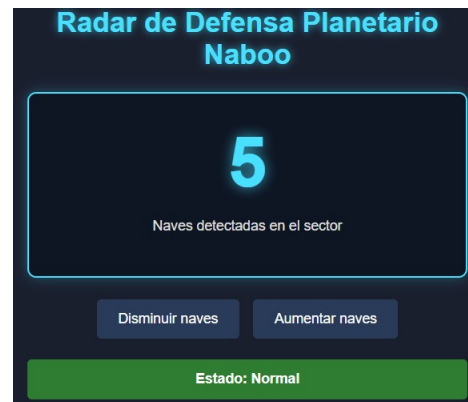 Radar de Defensa Planetario
Naboo
5
Naves detectadas en el sector
Disminuir naves
Aumentar naves
Estado: Normal